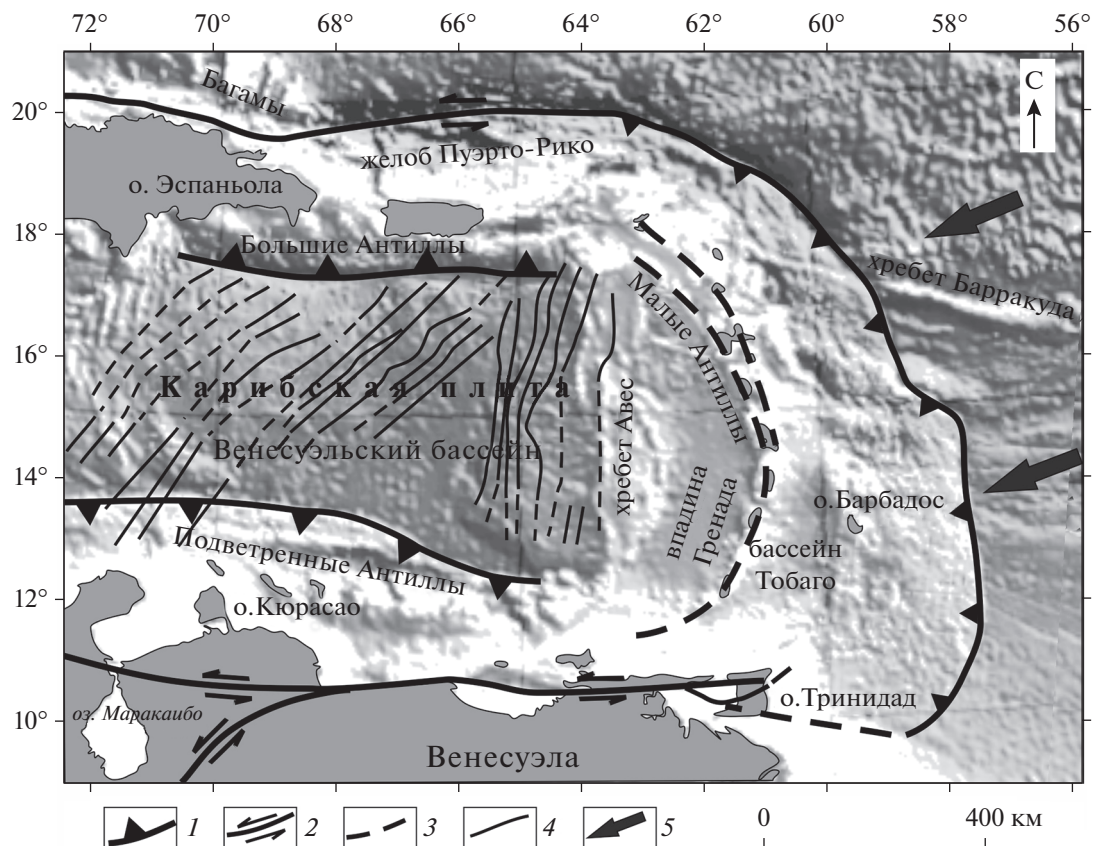 72° 70° 68° 66° 64° 62° 60° 58° 56°
20°
18°
16°
14°
12°
10°
Багамы
С
желоб Пуэрто-Рико
о. Эспаньола
Большие Антиллы
хребет Барракуда
Малые Антиллы
Карибская плита
Венесуэльский бассейн
хребет Авес
впадина
Гренада
о.Барбадос
бассейн
Тобаго
Подветренные Антиллы
о.Кюрасао
о.Тринидад
оз. Маракаибо
Венесуэла
1 2 3 4 5 0 400 км